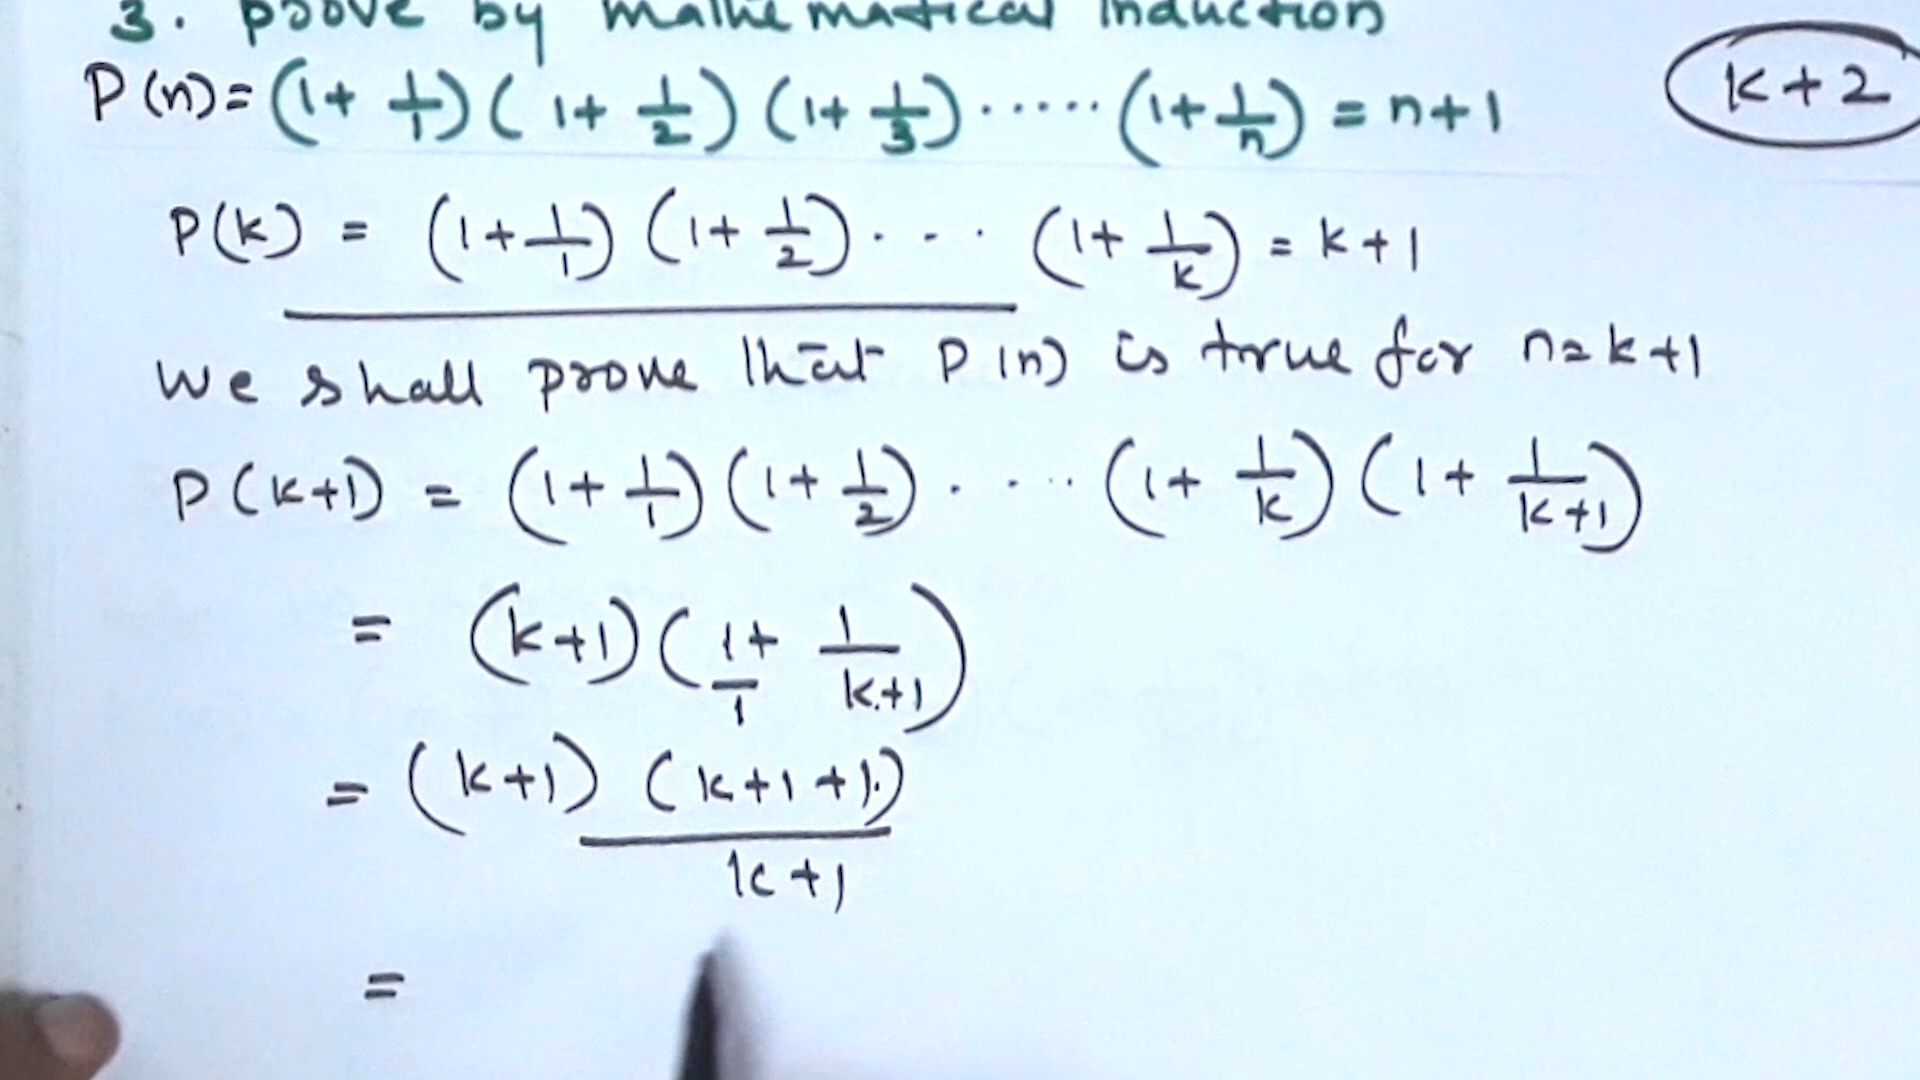 3. prove by mathematical induction
P(n)= (1+ 1/1) (1+ 1/2) (1+ 1/3) ..... (1+ 1/n) = n+1
k+2
P(k) = (1+ 1/1) (1+ 1/2) ... (1+ 1/k) = k+1
We shall prove that P(n) is true for n=k+1
P(k+1) = (1+ 1/1) (1+ 1/2) ..... (1+ 1/k) (1+ 1/k+1)
= (k+1) (1/1 + 1/k+1)
= (k+1) (k+1+1)
k+1
=